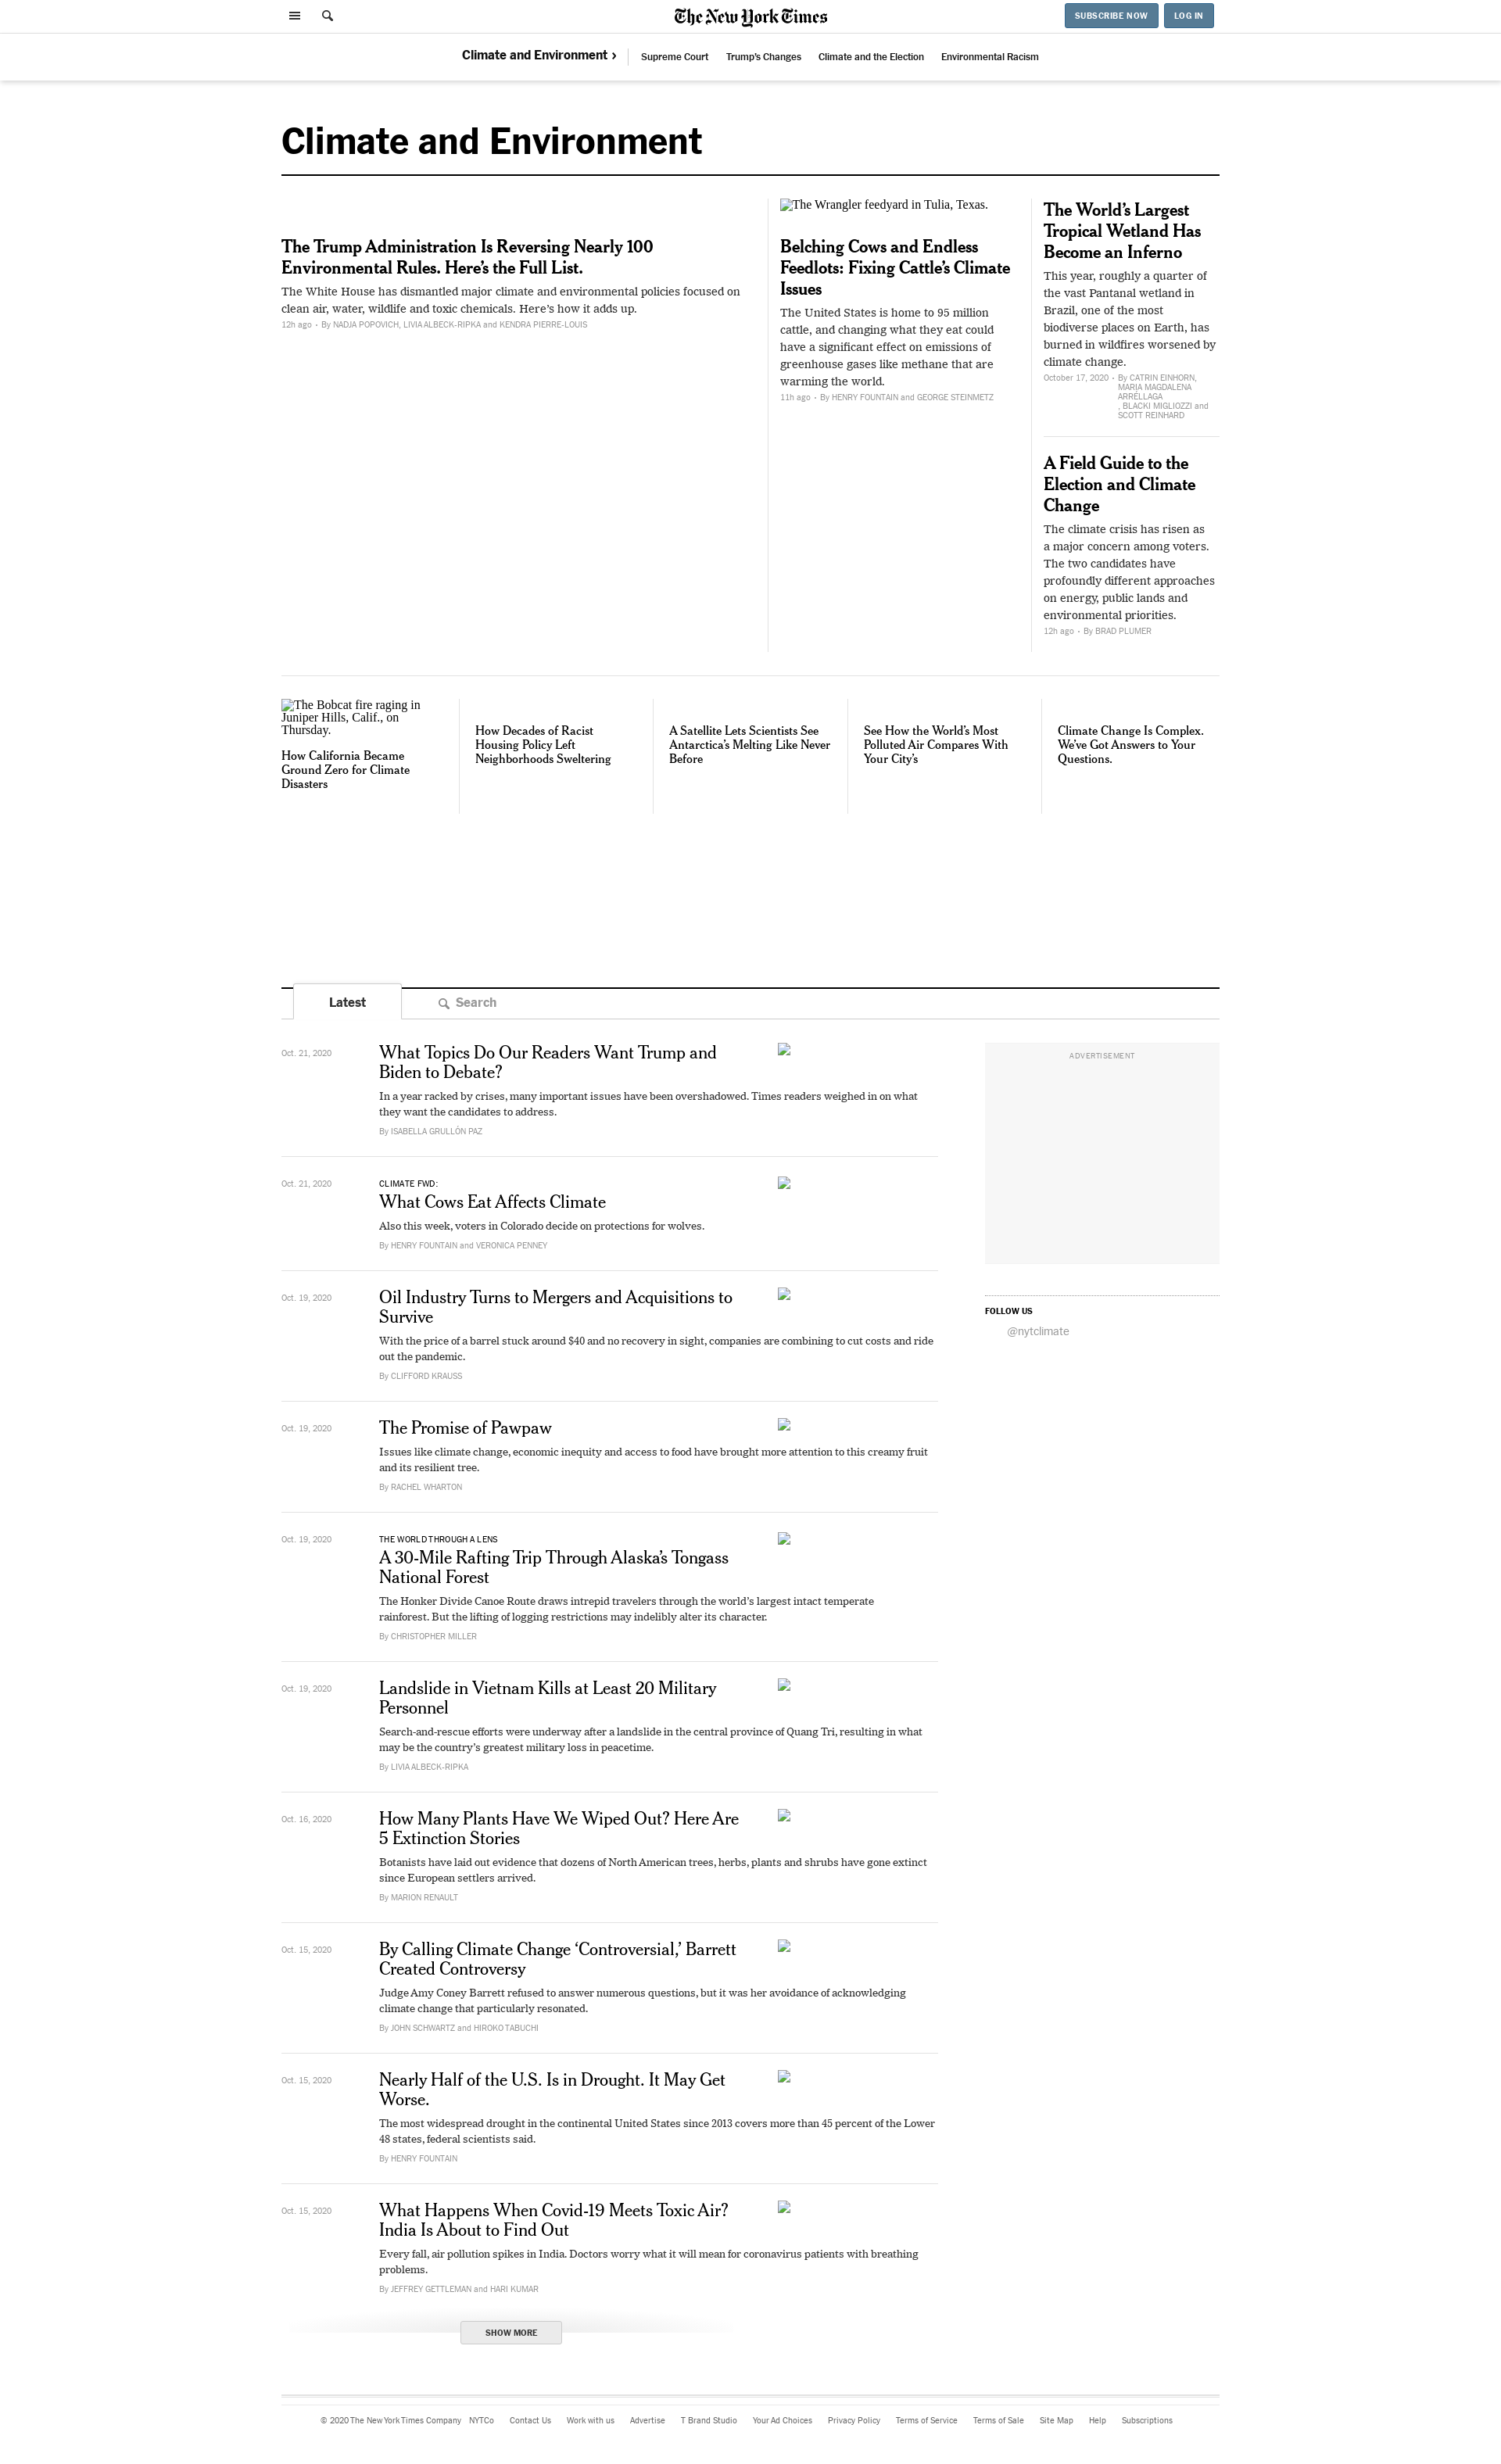 The New York Times
SUBSCRIBE NOW
LOG IN
Climate and Environment ›
Supreme Court
Trump's Changes
Climate and the Election
Environmental Racism
Climate and Environment
The Trump Administration Is Reversing Nearly 100
Environmental Rules. Here's the Full List.
The White House has dismantled major climate and environmental policies focused on
clean air, water, wildlife and toxic chemicals. Here's how it adds up.
12h ago • By NADJA POPOVICH, LIVIA ALBECK-RIPKA and KENDRA PIERRE-LOUIS
The Wrangler feedyard in Tulia, Texas.
Belching Cows and Endless
Feedlots: Fixing Cattle's Climate
Issues
The United States is home to 95 million
cattle, and changing what they eat could
have a significant effect on emissions of
greenhouse gases like methane that are
warming the world.
11h ago • By HENRY FOUNTAIN and GEORGE STEINMETZ
The World's Largest
Tropical Wetland Has
Become an Inferno
This year, roughly a quarter of
the vast Pantanal wetland in
Brazil, one of the most
biodiverse places on Earth, has
burned in wildfires worsened by
climate change.
October 17, 2020 • By CATRIN EINHORN,
MARIA MAGDALENA
ARRÉLLAGA
, BLACKI MIGLIOZZI and
SCOTT REINHARD
A Field Guide to the
Election and Climate
Change
The climate crisis has risen as
a major concern among voters.
The two candidates have
profoundly different approaches
on energy, public lands and
environmental priorities.
12h ago • By BRAD PLUMER
The Bobcat fire raging in
Juniper Hills, Calif., on
Thursday.
How California Became
Ground Zero for Climate
Disasters
How Decades of Racist
Housing Policy Left
Neighborhoods Sweltering
A Satellite Lets Scientists See
Antarctica's Melting Like Never
Before
See How the World's Most
Polluted Air Compares With
Your City's
Climate Change Is Complex.
We've Got Answers to Your
Questions.
Latest
Search
Oct. 21, 2020
What Topics Do Our Readers Want Trump and
Biden to Debate?
In a year racked by crises, many important issues have been overshadowed. Times readers weighed in on what
they want the candidates to address.
By ISABELLA GRULLÓN PAZ
ADVERTISEMENT
Oct. 21, 2020
CLIMATE FWD:
What Cows Eat Affects Climate
Also this week, voters in Colorado decide on protections for wolves.
By HENRY FOUNTAIN and VERONICA PENNEY
FOLLOW US
@nytclimate
Oct. 19, 2020
Oil Industry Turns to Mergers and Acquisitions to
Survive
With the price of a barrel stuck around $40 and no recovery in sight, companies are combining to cut costs and ride
out the pandemic.
By CLIFFORD KRAUSS
Oct. 19, 2020
The Promise of Pawpaw
Issues like climate change, economic inequity and access to food have brought more attention to this creamy fruit
and its resilient tree.
By RACHEL WHARTON
Oct. 19, 2020
THE WORLD THROUGH A LENS
A 30-Mile Rafting Trip Through Alaska's Tongass
National Forest
The Honker Divide Canoe Route draws intrepid travelers through the world's largest intact temperate
rainforest. But the lifting of logging restrictions may indelibly alter its character.
By CHRISTOPHER MILLER
Oct. 19, 2020
Landslide in Vietnam Kills at Least 20 Military
Personnel
Search-and-rescue efforts were underway after a landslide in the central province of Quang Tri, resulting in what
may be the country's greatest military loss in peacetime.
By LIVIA ALBECK-RIPKA
Oct. 16, 2020
How Many Plants Have We Wiped Out? Here Are
5 Extinction Stories
Botanists have laid out evidence that dozens of North American trees, herbs, plants and shrubs have gone extinct
since European settlers arrived.
By MARION RENAULT
Oct. 15, 2020
By Calling Climate Change 'Controversial,' Barrett
Created Controversy
Judge Amy Coney Barrett refused to answer numerous questions, but it was her avoidance of acknowledging
climate change that particularly resonated.
By JOHN SCHWARTZ and HIROKO TABUCHI
Oct. 15, 2020
Nearly Half of the U.S. Is in Drought. It May Get
Worse.
The most widespread drought in the continental United States since 2013 covers more than 45 percent of the Lower
48 states, federal scientists said.
By HENRY FOUNTAIN
Oct. 15, 2020
What Happens When Covid-19 Meets Toxic Air?
India Is About to Find Out
Every fall, air pollution spikes in India. Doctors worry what it will mean for coronavirus patients with breathing
problems.
By JEFFREY GETTLEMAN and HARI KUMAR
SHOW MORE
© 2020 The New York Times Company NYTCo Contact Us Work with us Advertise T Brand Studio Your Ad Choices Privacy Policy Terms of Service Terms of Sale Site Map Help Subscriptions